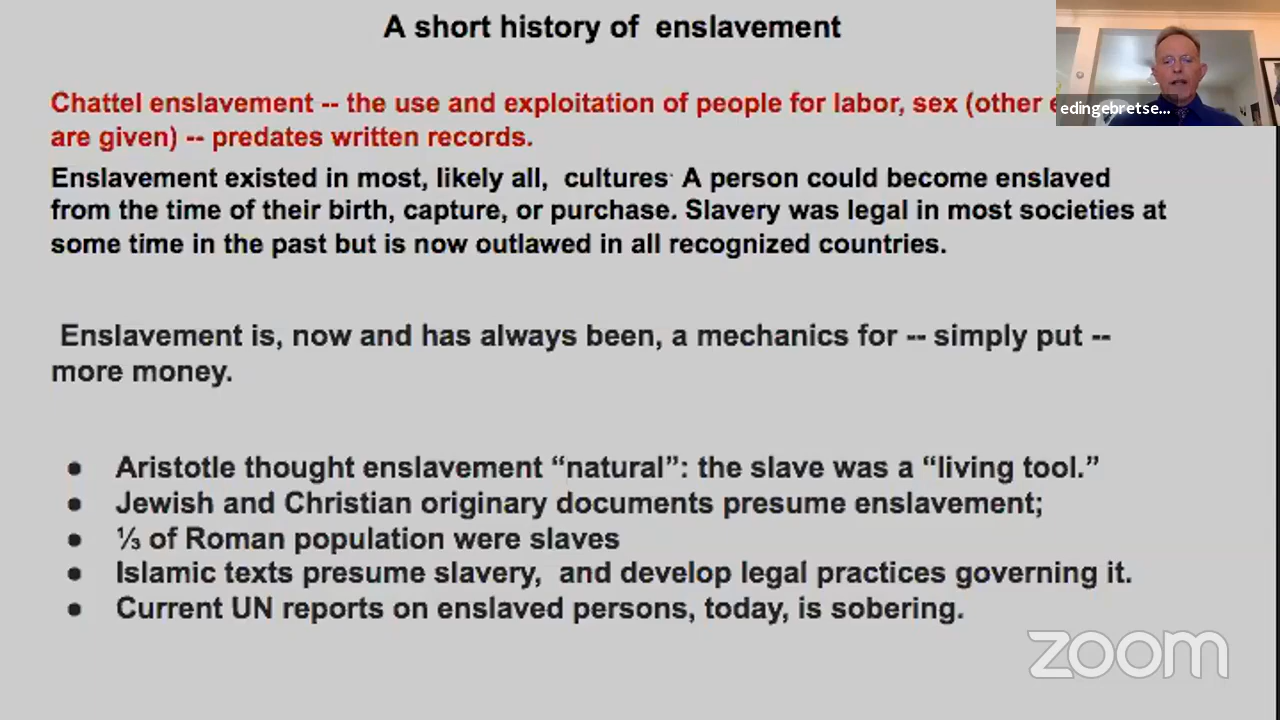 A short history of enslavement
Chattel enslavement -- the use and exploitation of people for labor, sex (other
are given) -- predates written records.
Enslavement existed in most, likely all, cultures A person could become enslaved
from the time of their birth, capture, or purchase. Slavery was legal in most societies at
some time in the past but is now outlawed in all recognized countries.
Enslavement is, now and has always been, a mechanics for -- simply put --
more money.
● Aristotle thought enslavement “natural”: the slave was a “living tool.”
● Jewish and Christian originary documents presume enslavement;
● ⅓ of Roman population were slaves
● Islamic texts presume slavery, and develop legal practices governing it.
● Current UN reports on enslaved persons, today, is sobering.
edingebretse...
zoom